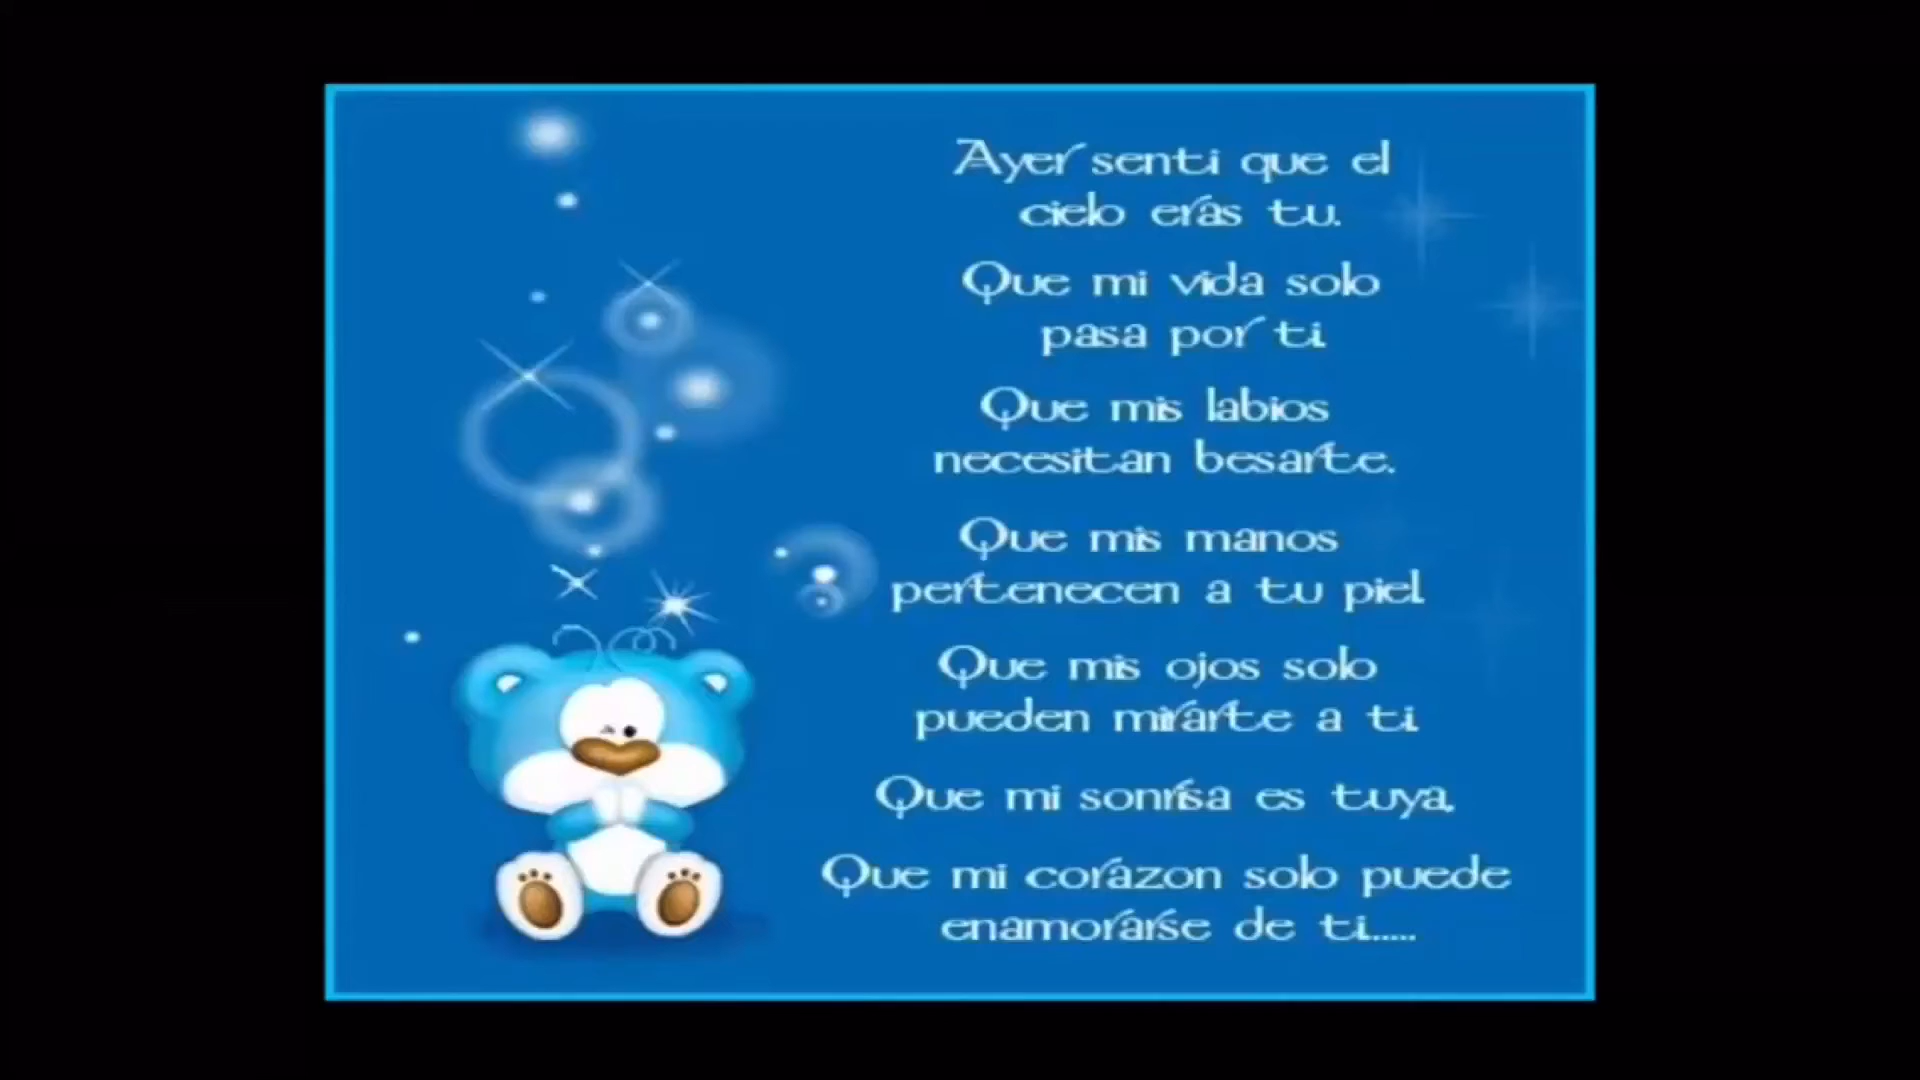 Ayer senti que el
cielo eras tu.
Que mi vida solo
pasa por ti.
Que mis labios
necesitan besarte.
Que mis manos
pertenecen a tu piel.
Que mis ojos solo
pueden mirarte a ti.
Que mi sonrisa es tuya,
Que mi corazon solo puede
enamorarse de ti.....